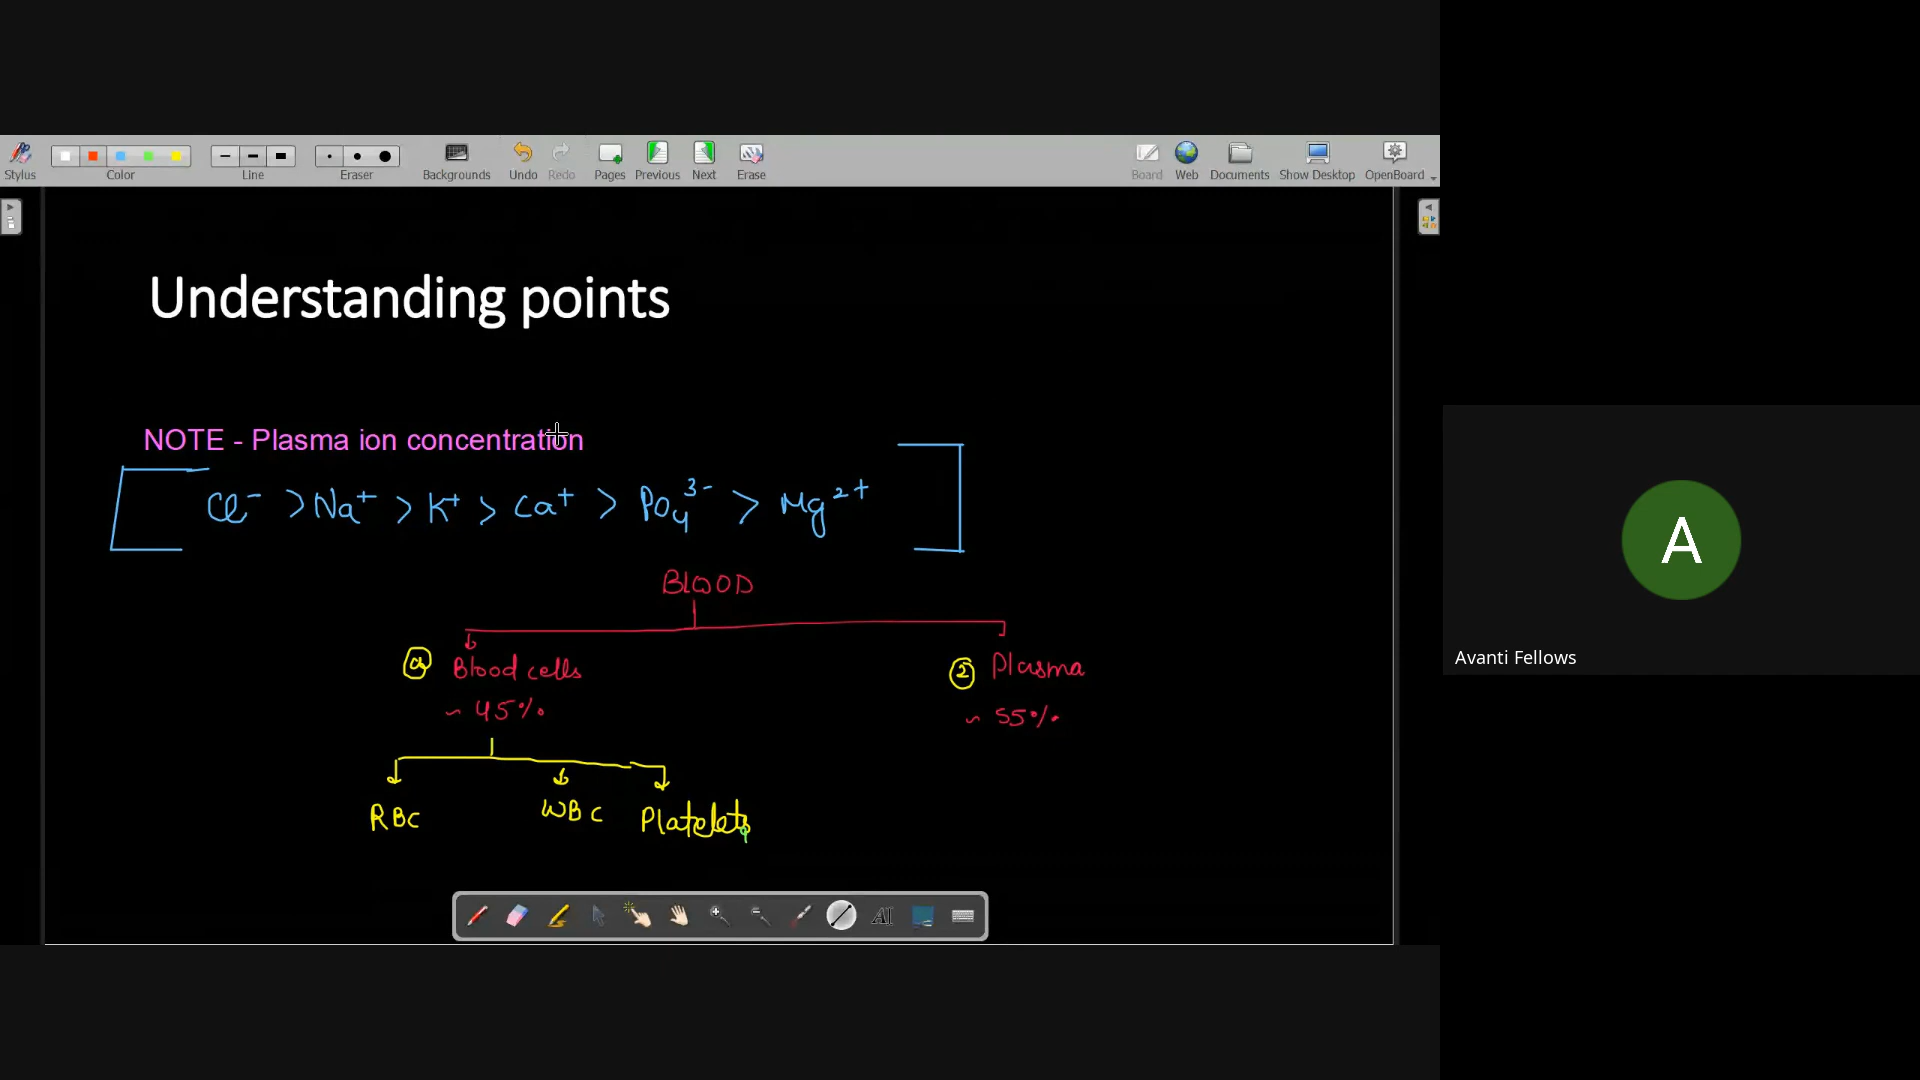 Stylus Color Line Eraser Backgrounds Undo Redo Pages Previous Next Erase Board Web Documents Show Desktop OpenBoard
Understanding points
NOTE - Plasma ion concentration
Cl⁻ > Na⁺ > K⁺ > Ca⁺ > PO₄³⁻ > Mg²⁺
BLOOD
a Blood cells
~ 45%
2 Plasma
~ 55%
RBC WBC Platelets
A
Avanti Fellows
AI